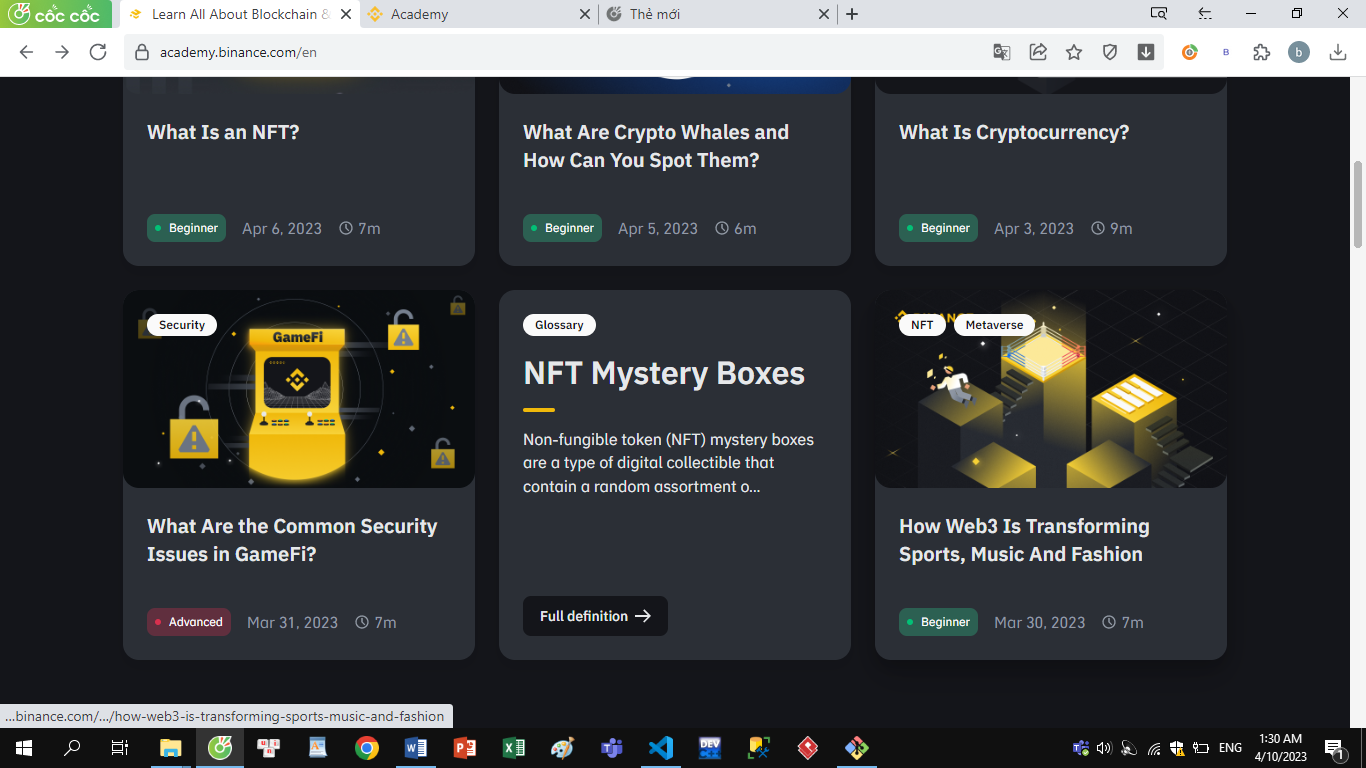 cốc cốc
Learn All About Blockchain &
Academy
Thẻ mới
academy.binance.com/en
B
b
What Is an NFT?
Beginner Apr 6, 2023 7m
What Are Crypto Whales and
How Can You Spot Them?
Beginner Apr 5, 2023 6m
What Is Cryptocurrency?
Beginner Apr 3, 2023 9m
Security
GameFi
What Are the Common Security
Issues in GameFi?
Advanced Mar 31, 2023 7m
Glossary
NFT Mystery Boxes
Non-fungible token (NFT) mystery boxes
are a type of digital collectible that
contain a random assortment o...
Full definition
NFT Metaverse
How Web3 Is Transforming
Sports, Music And Fashion
Beginner Mar 30, 2023 7m
...binance.com/.../how-web3-is-transforming-sports-music-and-fashion
DEV
ENG
1:30 AM
4/10/2023
1